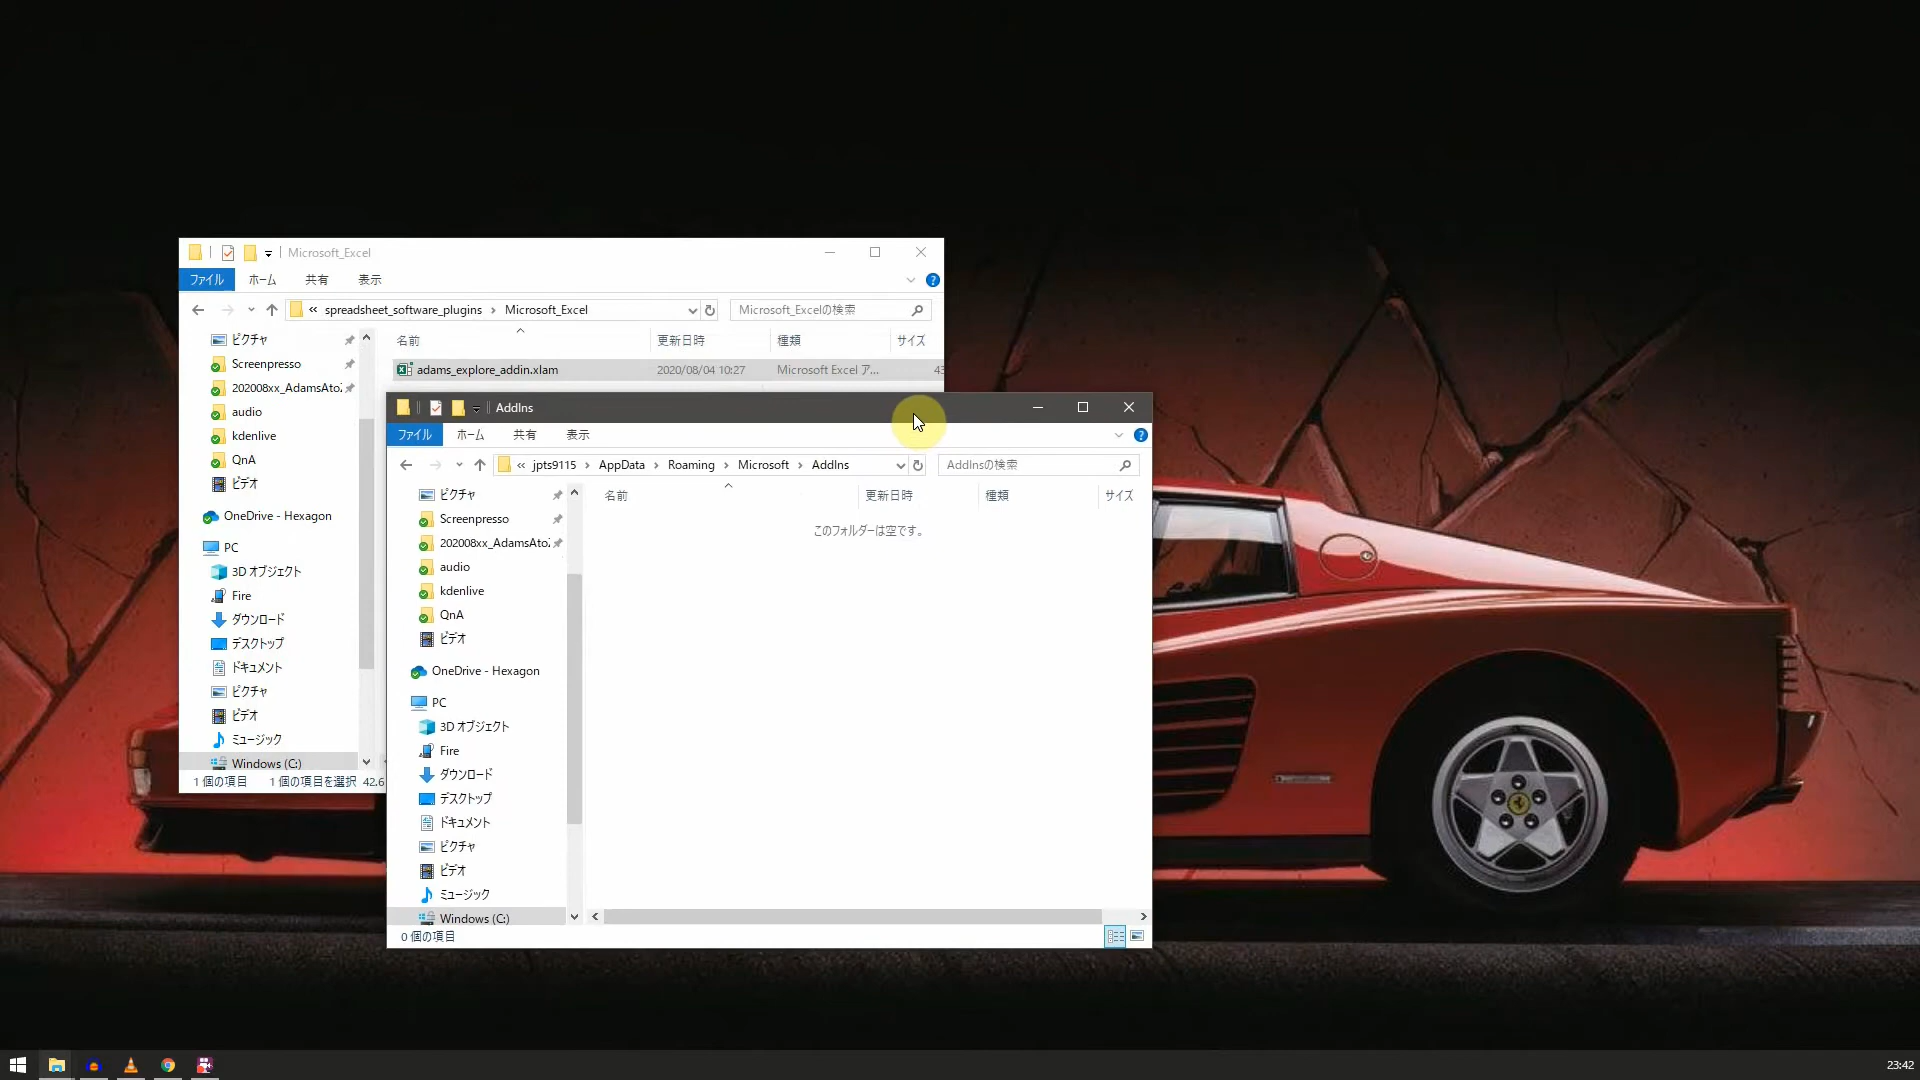 Microsoft_Excel
ファイル ホーム 共有 表示
« spreadsheet_software_plugins › Microsoft_Excel Microsoft_Excelの検索
ピクチャ
Screenpresso
202008xx_AdamsAtoZ
audio
kdenlive
QnA
ビデオ
OneDrive - Hexagon
PC
3D オブジェクト
Fire
ダウンロード
デスクトップ
ドキュメント
ピクチャ
ビデオ
ミュージック
Windows (C:)
名前 更新日時 種類 サイズ
adams_explore_addin.xlam 2020/08/04 10:27 Microsoft Excel ア... 43
1 個の項目 1 個の項目を選択 42.6
AddIns
ファイル ホーム 共有 表示
« jpts9115 › AppData › Roaming › Microsoft › AddIns AddInsの検索
ピクチャ
Screenpresso
202008xx_AdamsAtoZ
audio
kdenlive
QnA
ビデオ
OneDrive - Hexagon
PC
3D オブジェクト
Fire
ダウンロード
デスクトップ
ドキュメント
ピクチャ
ビデオ
ミュージック
Windows (C:)
名前 更新日時 種類 サイズ
このフォルダーは空です。
0 個の項目
23:42